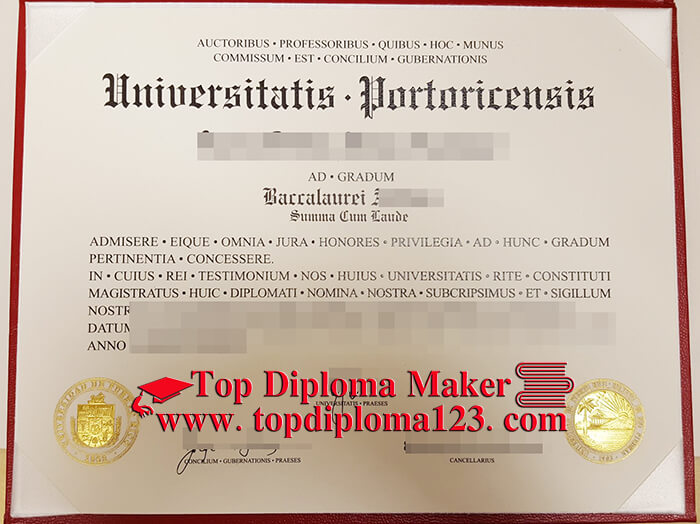 AUCTORIBUS • PROFESSORIBUS • QUIBUS • HOC • MUNUS
COMMISSUM • EST • CONCILIUM • GUBERNATIONIS
Universitatis • Portoricensis
AD • GRADUM
Baccalaurei
Summa Cum Laude
ADMISERE • EIQUE • OMNIA • JURA • HONORES • PRIVILEGIA • AD • HUNC • GRADUM
PERTINENTIA • CONCESSERE.
IN • CUIUS • REI • TESTIMONIUM • NOS • HUIUS • UNIVERSITATIS • RITE • CONSTITUTI
MAGISTRATUS • HUIC • DIPLOMATI • NOMINA • NOSTRA • SUBCRIPSIMUS • ET • SIGILLUM
NOSTR
DATUM
ANNO
Top Diploma Maker
UNIVERSITATIS • PRAESES
www. topdiploma123. com
CONCILIUM • GUBERNATIONIS • PRAESES
CANCELLARIUS